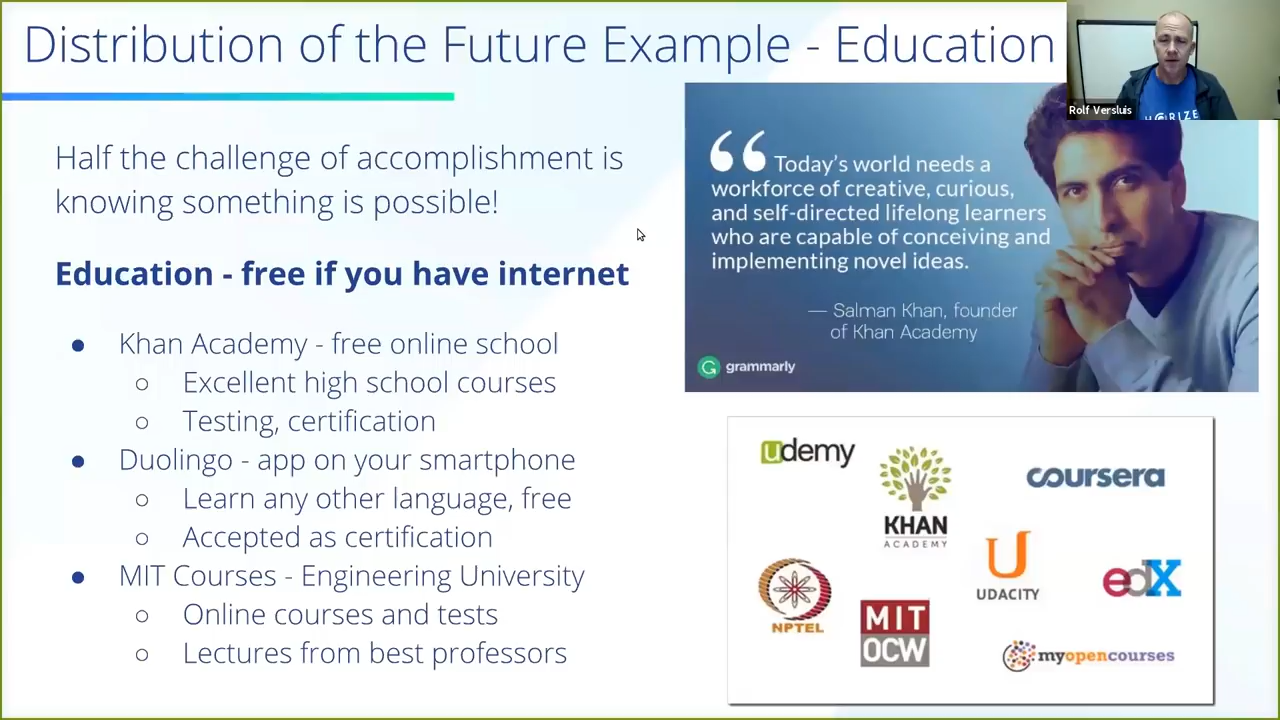 Distribution of the Future Example - Education
Rolf Versluis
Half the challenge of accomplishment is
knowing something is possible!
Education - free if you have internet
● Khan Academy - free online school
○ Excellent high school courses
○ Testing, certification
● Duolingo - app on your smartphone
○ Learn any other language, free
○ Accepted as certification
● MIT Courses - Engineering University
○ Online courses and tests
○ Lectures from best professors
“ Today’s world needs a
workforce of creative, curious,
and self-directed lifelong learners
who are capable of conceiving and
implementing novel ideas.
— Salman Khan, founder
of Khan Academy
grammarly
udemy
KHAN
ACADEMY
coursera
UDACITY
edX
NPTEL
MIT
OCW
myopencourses